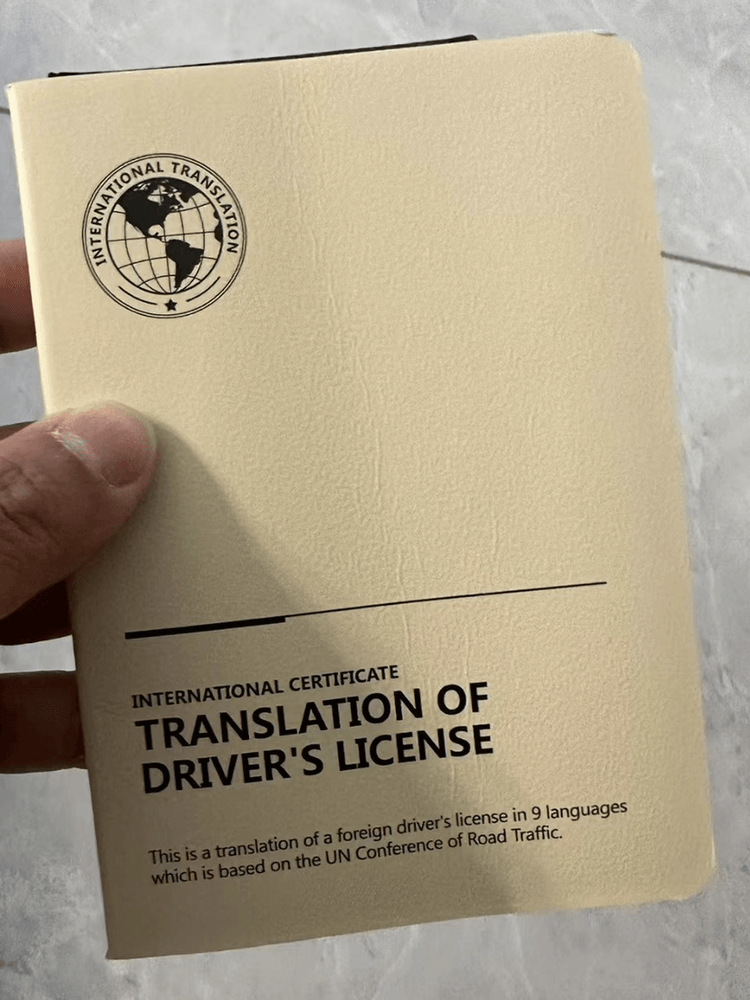 INTERNATIONAL TRANSLATION
INTERNATIONAL CERTIFICATE
TRANSLATION OF
DRIVER'S LICENSE
This is a translation of a foreign driver's license in 9 languages
which is based on the UN Conference of Road Traffic.